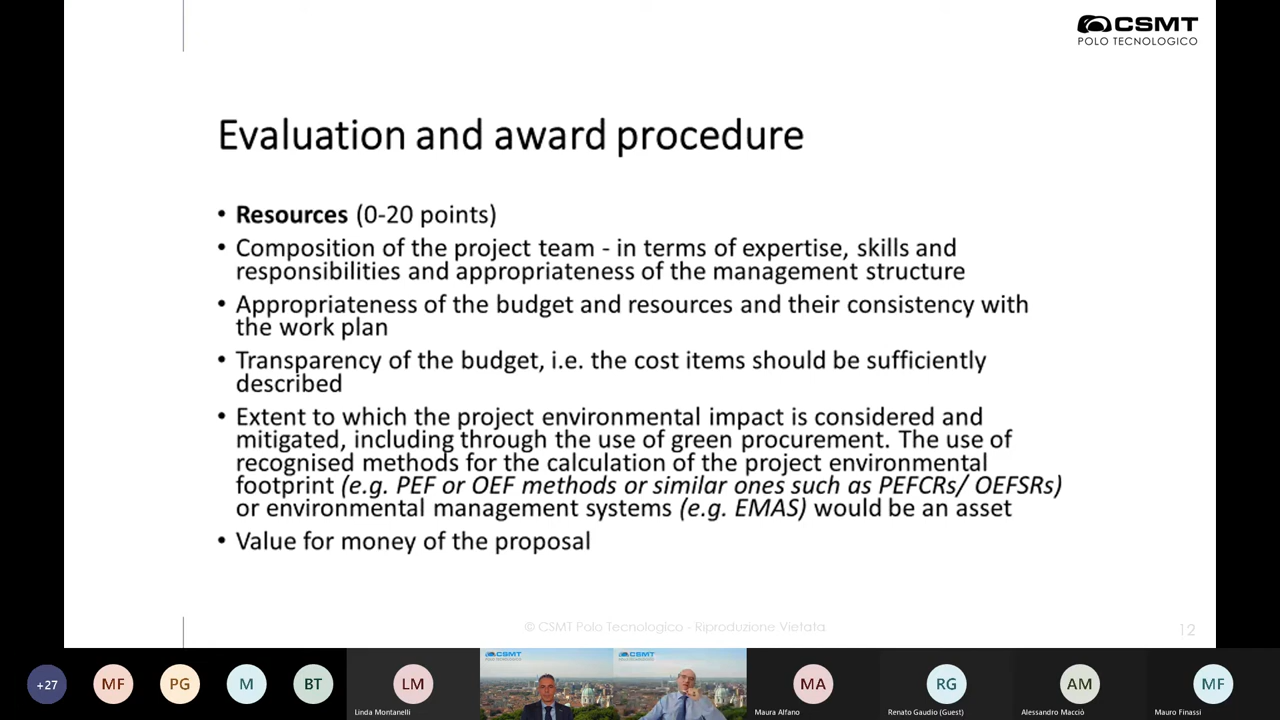 CSMT
POLO TECNOLOGICO
Evaluation and award procedure
• Resources (0-20 points)
• Composition of the project team - in terms of expertise, skills and
responsibilities and appropriateness of the management structure
• Appropriateness of the budget and resources and their consistency with
the work plan
• Transparency of the budget, i.e. the cost items should be sufficiently
described
• Extent to which the project environmental impact is considered and
mitigated, including through the use of green procurement. The use of
recognised methods for the calculation of the project environmental
footprint (e.g. PEF or OEF methods or similar ones such as PEFCRs/ OEFSRs)
or environmental management systems (e.g. EMAS) would be an asset
• Value for money of the proposal
© CSMT Polo Tecnologico - Riproduzione Vietata
12
+27
MF
PG
M
BT
LM
Linda Montanelli
CSMT
CSMT
MA
Maura Alfano
RG
Renato Gaudio (Guest)
AM
Alessandro Macciò
MF
Mauro Finassi